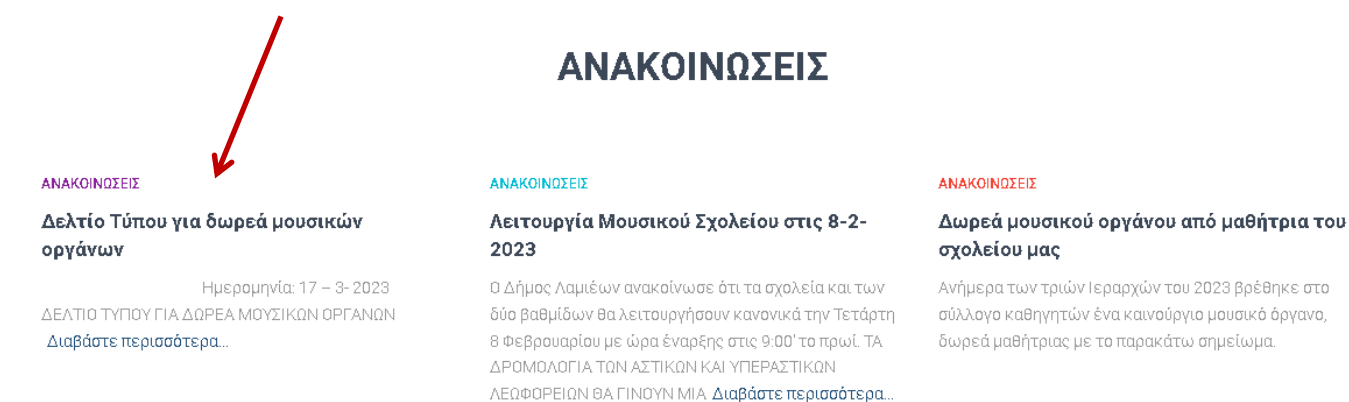 ΑΝΑΚΟΙΝΩΣΕΙΣ
ΑΝΑΚΟΙΝΩΣΕΙΣ
Δελτίο Τύπου για δωρεά μουσικών
οργάνων
Ημερομηνία: 17 – 3- 2023
ΔΕΛΤΙΟ ΤΥΠΟΥ ΓΙΑ ΔΩΡΕΑ ΜΟΥΣΙΚΩΝ ΟΡΓΑΝΩΝ
Διαβάστε περισσότερα…
ΑΝΑΚΟΙΝΩΣΕΙΣ
Λειτουργία Μουσικού Σχολείου στις 8-2-
2023
Ο Δήμος Λαμιέων ανακοίνωσε ότι τα σχολεία και των
δύο βαθμίδων θα λειτουργήσουν κανονικά την Τετάρτη
8 Φεβρουαρίου με ώρα έναρξης στις 9:00' το πρωί. ΤΑ
ΔΡΟΜΟΛΟΓΙΑ ΤΩΝ ΑΣΤΙΚΩΝ ΚΑΙ ΥΠΕΡΑΣΤΙΚΩΝ
ΛΕΩΦΟΡΕΙΩΝ ΘΑ ΓΙΝΟΥΝ ΜΙΑ Διαβάστε περισσότερα…
ΑΝΑΚΟΙΝΩΣΕΙΣ
Δωρεά μουσικού οργάνου από μαθήτρια του
σχολείου μας
Ανήμερα των τριών Ιεραρχών του 2023 βρέθηκε στο
σύλλογο καθηγητών ένα καινούργιο μουσικό όργανο,
δωρεά μαθήτριας με το παρακάτω σημείωμα.